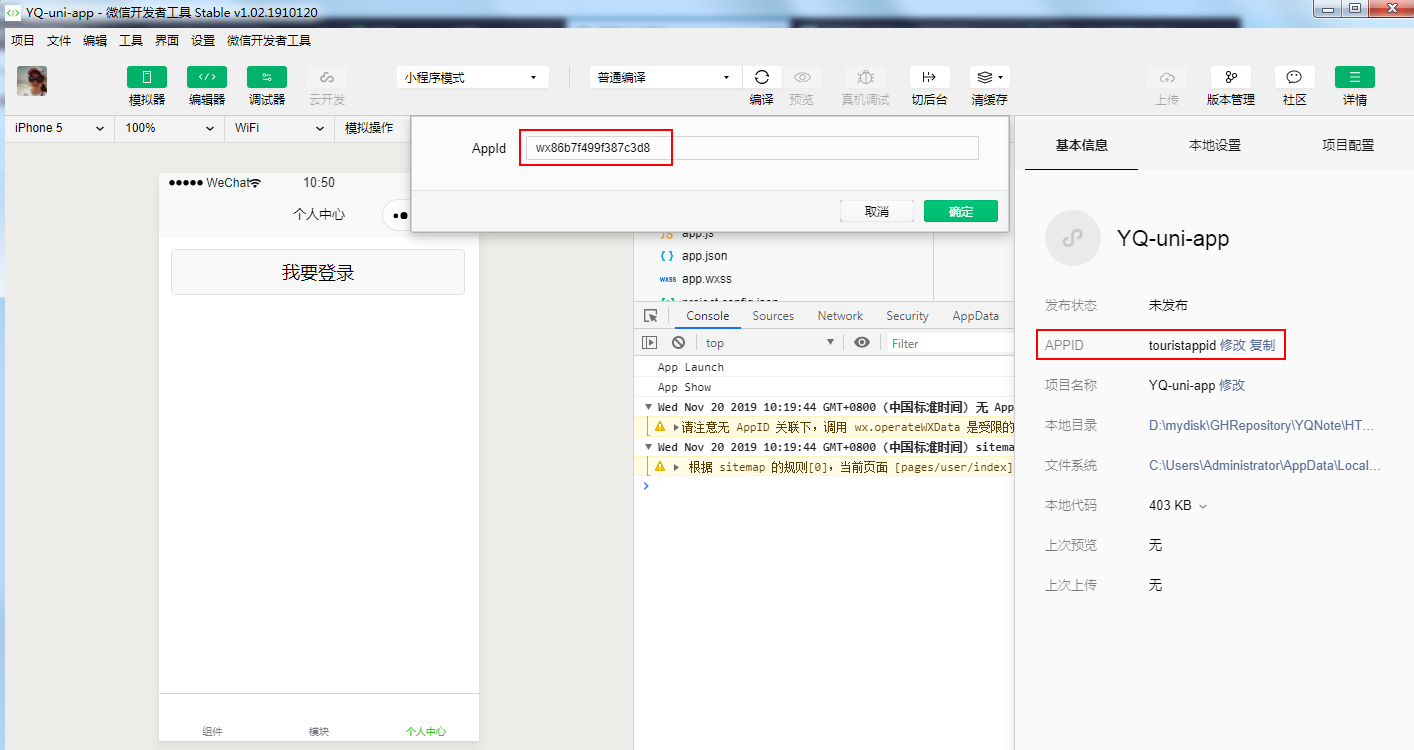 YQ-uni-app - 微信开发者工具 Stable v1.02.1910120
项目 文件 编辑 工具 界面 设置 微信开发者工具
小程序模式 普通编译
模拟器 编辑器 调试器 云开发 编译 预览 真机调试 切后台 清缓存 上传 版本管理 社区 详情
iPhone 5 100% WiFi 模拟操作
AppId wx86b7f499f387c3d8
取消 确定
WeChat 10:50
个人中心
我要登录
组件 模块 个人中心
app.js
app.json
app.wxss
project.config.json
Console Sources Network Security AppData
top Filter
App Launch
App Show
Wed Nov 20 2019 10:19:44 GMT+0800 (中国标准时间) 无 App
请注意无 AppID 关联下，调用 wx.operateWXData 是受限的
Wed Nov 20 2019 10:19:44 GMT+0800 (中国标准时间) sitema
根据 sitemap 的规则[0]，当前页面 [pages/user/index]
基本信息 本地设置 项目配置
YQ-uni-app
发布状态 未发布
APPID touristappid 修改 复制
项目名称 YQ-uni-app 修改
本地目录 D:\mydisk\GHRepository\YQNote\HT...
文件系统 C:\Users\Administrator\AppData\Local...
本地代码 403 KB
上次预览 无
上次上传 无